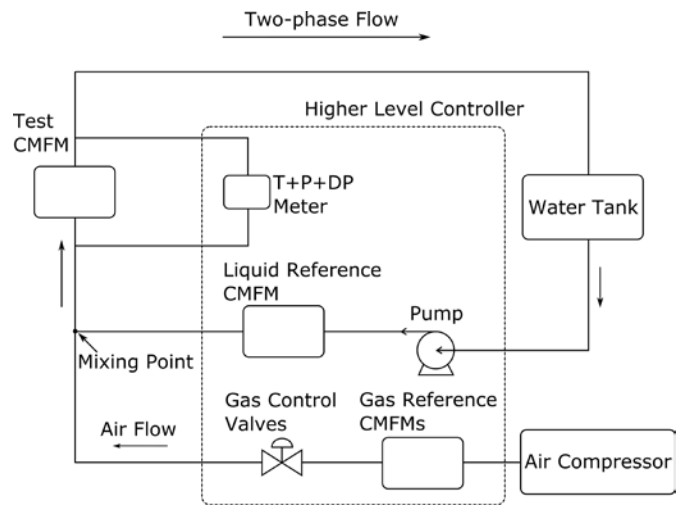 Two-phase Flow
Higher Level Controller
Test
CMFM
T+P+DP
Meter
Water Tank
Liquid Reference
CMFM
Pump
Mixing Point
Gas Control
Valves
Gas Reference
CMFMs
Air Flow
Air Compressor